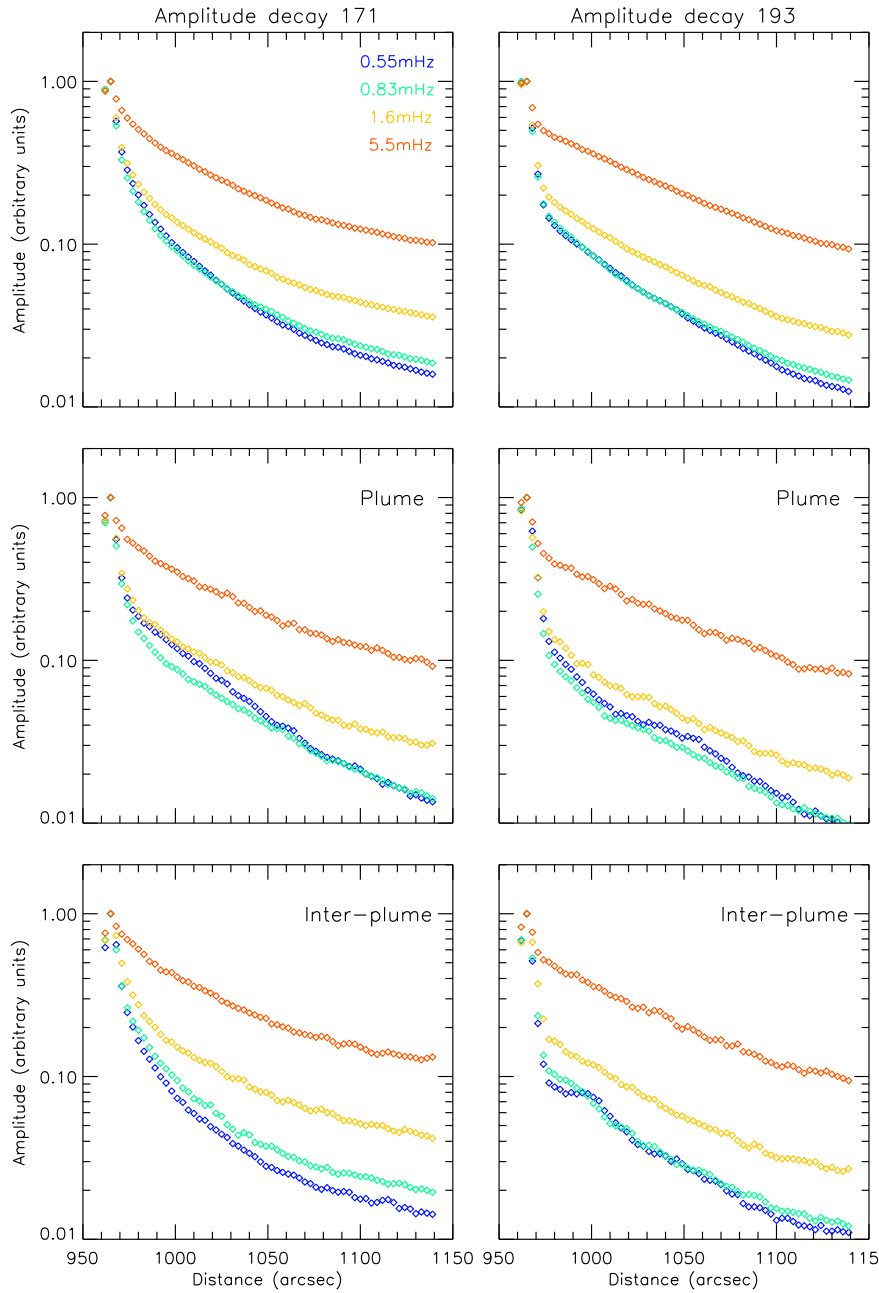 Amplitude decay 171
Amplitude decay 193
1.00
0.10
0.01
Amplitude (arbitrary units)
0.55mHz
0.83mHz
1.6mHz
5.5mHz
1.00
0.10
0.01
Amplitude (arbitrary units)
Plume
Plume
1.00
0.10
0.01
Amplitude (arbitrary units)
Inter-plume
Inter-plume
950 1000 1050 1100 1150
Distance (arcsec)
950 1000 1050 1100 115
Distance (arcsec)